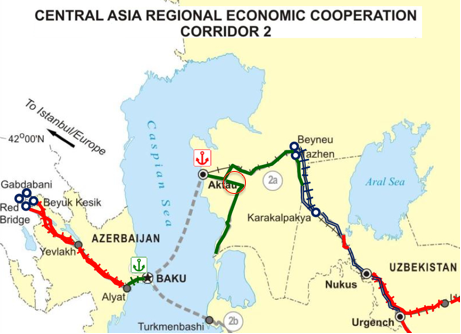 CENTRAL ASIA REGIONAL ECONOMIC COOPERATION
CORRIDOR 2
To Istanbul/Europe
42°00'N
Caspian Sea
Beyneu
Kazhen
Aktau
2a
Aral Sea
Gabdabani
Red
Bridge
Beyuk Kesik
Karakalpakya
AZERBAIJAN
Yevlakh
BAKU
UZBEKISTAN
Nukus
Alyat
Urgench
Turkmenbashi
2b